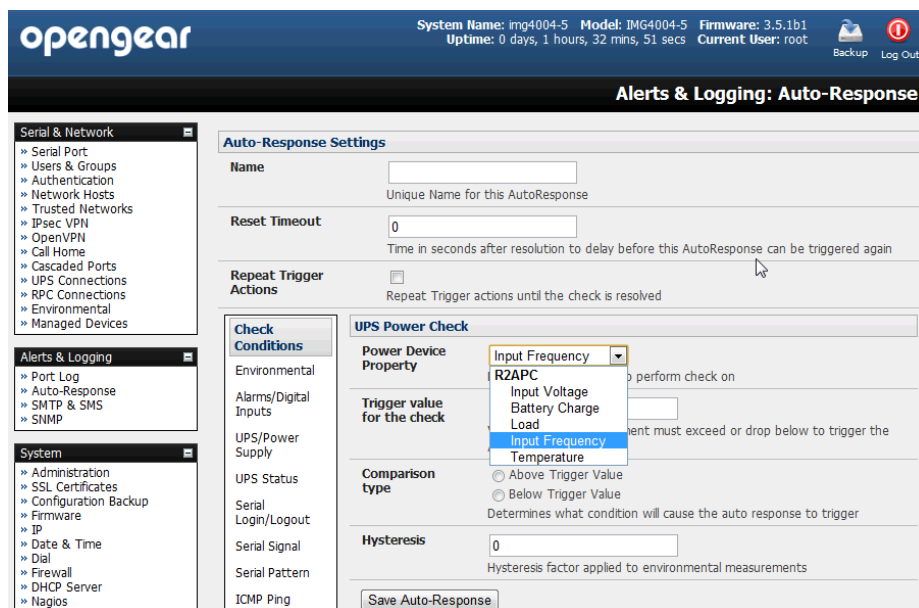 opengear
System Name: img4004-5 Model: IMG4004-5 Firmware: 3.5.1b1
Uptime: 0 days, 1 hours, 32 mins, 51 secs Current User: root
Backup
Log Out
Alerts & Logging: Auto-Response
Serial & Network
» Serial Port
» Users & Groups
» Authentication
» Network Hosts
» Trusted Networks
» IPsec VPN
» OpenVPN
» Call Home
» Cascaded Ports
» UPS Connections
» RPC Connections
» Environmental
» Managed Devices
Alerts & Logging
» Port Log
» Auto-Response
» SMTP & SMS
» SNMP
System
» Administration
» SSL Certificates
» Configuration Backup
» Firmware
» IP
» Date & Time
» Dial
» Firewall
» DHCP Server
» Nagios
Auto-Response Settings
Name
Unique Name for this AutoResponse
Reset Timeout
0
Time in seconds after resolution to delay before this AutoResponse can be triggered again
Repeat Trigger
Actions
Repeat Trigger actions until the check is resolved
Check
Conditions
Environmental
Alarms/Digital
Inputs
UPS/Power
Supply
UPS Status
Serial
Login/Logout
Serial Signal
Serial Pattern
ICMP Ping
UPS Power Check
Power Device
Property
Input Frequency
R2APC
Input Voltage
Battery Charge
Load
Input Frequency
Temperature
perform check on
Trigger value
for the check
must exceed or drop below to trigger the
Comparison
type
Above Trigger Value
Below Trigger Value
Determines what condition will cause the auto response to trigger
Hysteresis
0
Hysteresis factor applied to environmental measurements
Save Auto-Response